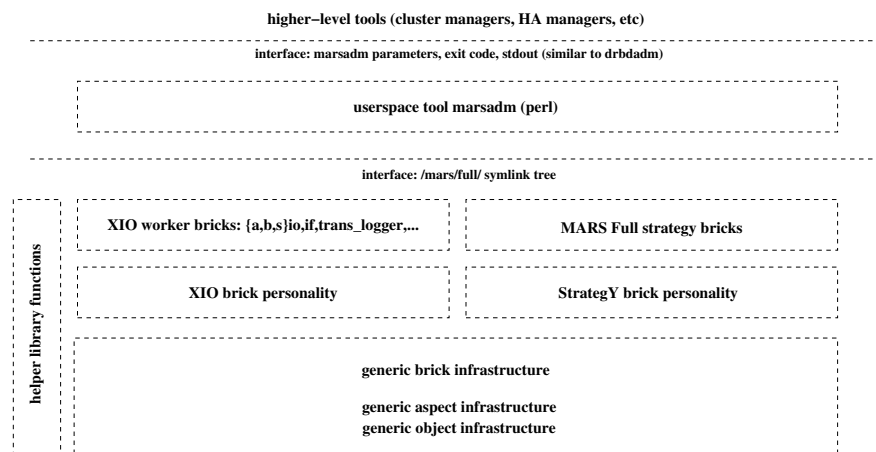 higher−level tools (cluster managers, HA managers, etc)
interface: marsadm parameters, exit code, stdout (similar to drbdadm)
userspace tool marsadm (perl)
interface: /mars/full/ symlink tree
helper library functions
XIO worker bricks: {a,b,s}io,if,trans_logger,...
MARS Full strategy bricks
XIO brick personality
StrategY brick personality
generic brick infrastructure
generic aspect infrastructure
generic object infrastructure